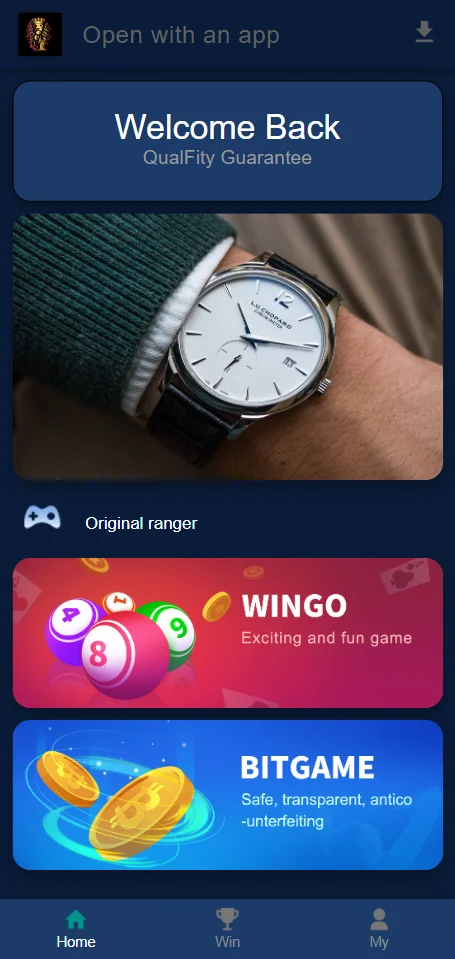 Open with an app
Welcome Back
QualFity Guarantee
12
L.U CHOPARD
CHRONOMETER
13
Original ranger
4
1
8
9
WINGO
Exciting and fun game
BITGAME
Safe, transparent, antico
-unterfeiting
Home
Win
My